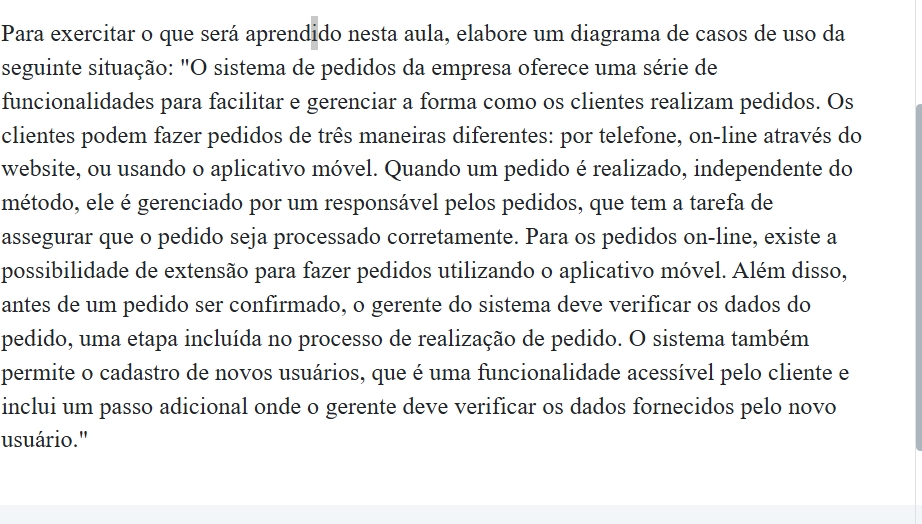 Para exercitar o que será aprendido nesta aula, elabore um diagrama de casos de uso da
seguinte situação: "O sistema de pedidos da empresa oferece uma série de
funcionalidades para facilitar e gerenciar a forma como os clientes realizam pedidos. Os
clientes podem fazer pedidos de três maneiras diferentes: por telefone, on-line através do
website, ou usando o aplicativo móvel. Quando um pedido é realizado, independente do
método, ele é gerenciado por um responsável pelos pedidos, que tem a tarefa de
assegurar que o pedido seja processado corretamente. Para os pedidos on-line, existe a
possibilidade de extensão para fazer pedidos utilizando o aplicativo móvel. Além disso,
antes de um pedido ser confirmado, o gerente do sistema deve verificar os dados do
pedido, uma etapa incluída no processo de realização de pedido. O sistema também
permite o cadastro de novos usuários, que é uma funcionalidade acessível pelo cliente e
inclui um passo adicional onde o gerente deve verificar os dados fornecidos pelo novo
usuário."